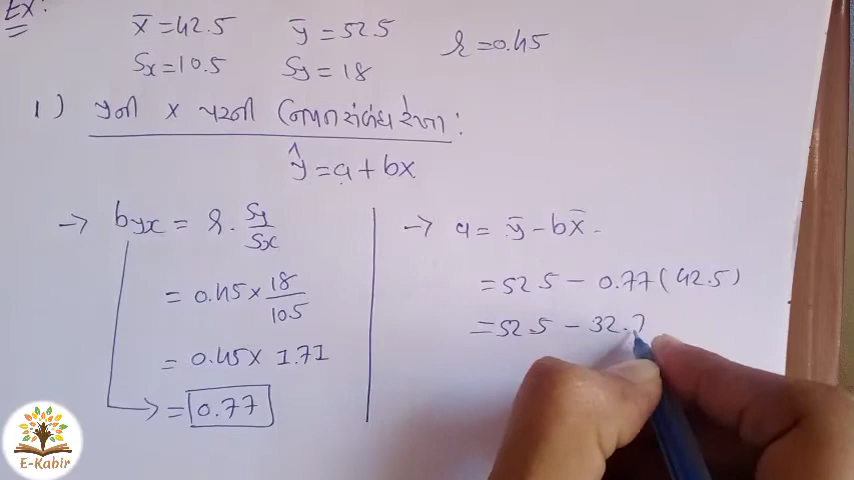 Ex:
x̄ = 42.5 ȳ = 52.5 r = 0.45
Sx = 10.5 Sy = 18
1) yની x પરની નિયતસંબંધ રેખા:
ŷ = a + bx
→ byx = r · Sy/Sx
= 0.45 × 18/10.5
= 0.45 × 1.71
= 0.77
→ a = ȳ - bx̄
= 52.5 - 0.77 (42.5)
= 52.5 - 32.7
E-Kabir